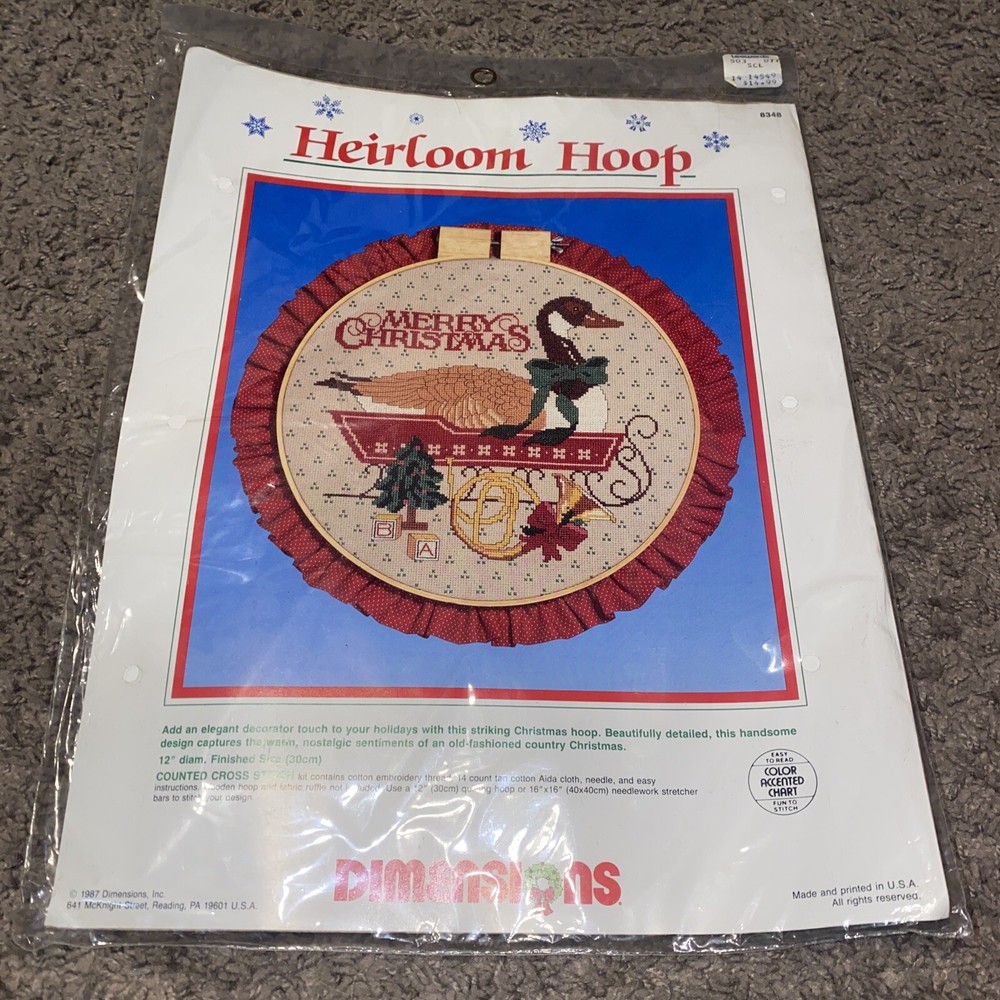 SCL
$14.99
8348
Heirloom Hoop
MERRY
CHRISTMAS
B A
Add an elegant decorator touch to your holidays with this striking Christmas hoop. Beautifully detailed, this handsome
design captures the warm, nostalgic sentiments of an old-fashioned country Christmas.
12" diam. Finished Size (30cm)
COUNTED CROSS STITCH kit contains cotton embroidery thread, 14 count tan cotton Aida cloth, needle, and easy
instructions. Wooden hoop and fabric ruffle not included. Use a 12" (30cm) quilting hoop or 16"x16" (40x40cm) needlework stretcher
bars to stitch your design.
EASY
TO READ
COLOR
ACCENTED
CHART
FUN TO
STITCH
DIMENSIONS
© 1987 Dimensions, Inc.
641 McKnight Street, Reading, PA 19601 U.S.A.
Made and printed in U.S.A.
All rights reserved.